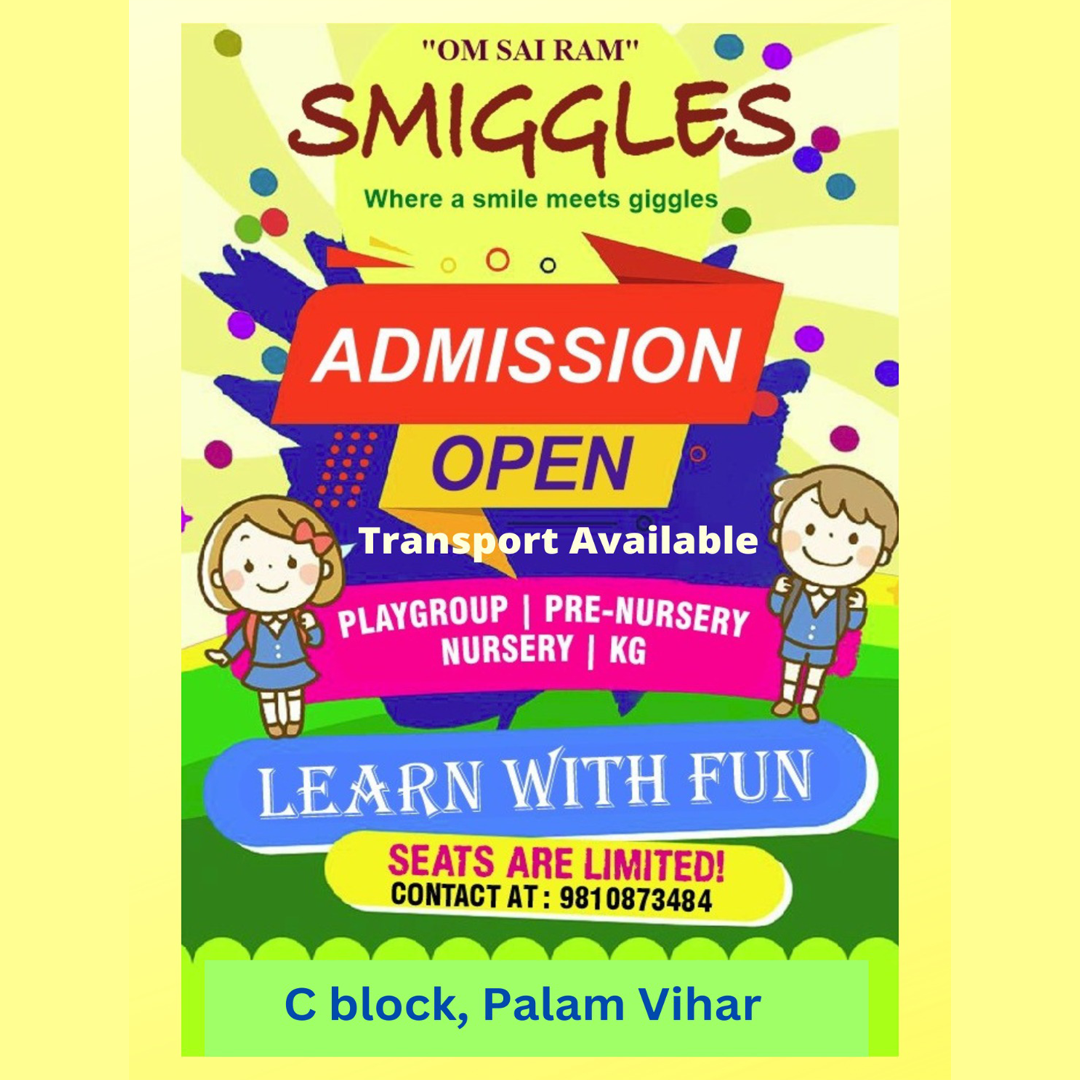 "OM SAI RAM"
SMIGGLES
Where a smile meets giggles
ADMISSION
OPEN
Transport Available
PLAYGROUP | PRE-NURSERY
NURSERY | KG
LEARN WITH FUN
SEATS ARE LIMITED!
CONTACT AT : 9810873484
C block, Palam Vihar